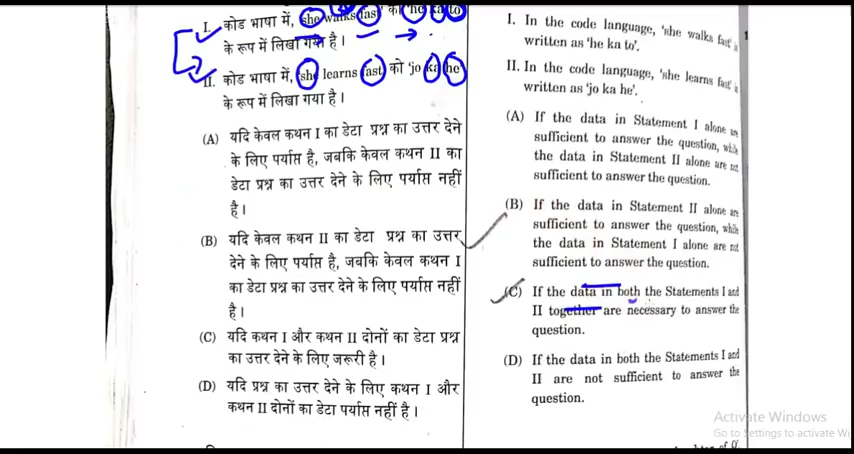 I. कोड भाषा में, 'she walks fast' को 'he ka to'
के रूप में लिखा गया है।
II. कोड भाषा में, 'she learns fast' को 'jo ka he'
के रूप में लिखा गया है।
(A) यदि केवल कथन I का डेटा प्रश्न का उत्तर देने
के लिए पर्याप्त है, जबकि केवल कथन II का
डेटा प्रश्न का उत्तर देने के लिए पर्याप्त नहीं
है।
(B) यदि केवल कथन II का डेटा प्रश्न का उत्तर
देने के लिए पर्याप्त है, जबकि केवल कथन I
का डेटा प्रश्न का उत्तर देने के लिए पर्याप्त नहीं
है।
(C) यदि कथन I और कथन II दोनों का डेटा प्रश्न
का उत्तर देने के लिए जरूरी है।
(D) यदि प्रश्न का उत्तर देने के लिए कथन I और
कथन II दोनों का डेटा पर्याप्त नहीं है।
I. In the code language, 'she walks fast' is
written as 'he ka to'.
II. In the code language, 'she learns fast' is
written as 'jo ka he'.
(A) If the data in Statement I alone are
sufficient to answer the question, while
the data in Statement II alone are not
sufficient to answer the question.
(B) If the data in Statement II alone are
sufficient to answer the question, while
the data in Statement I alone are not
sufficient to answer the question.
(C) If the data in both the Statements I and
II together are necessary to answer the
question.
(D) If the data in both the Statements I and
II are not sufficient to answer the
question.
Activate Windows
Go to Settings to activate Wi